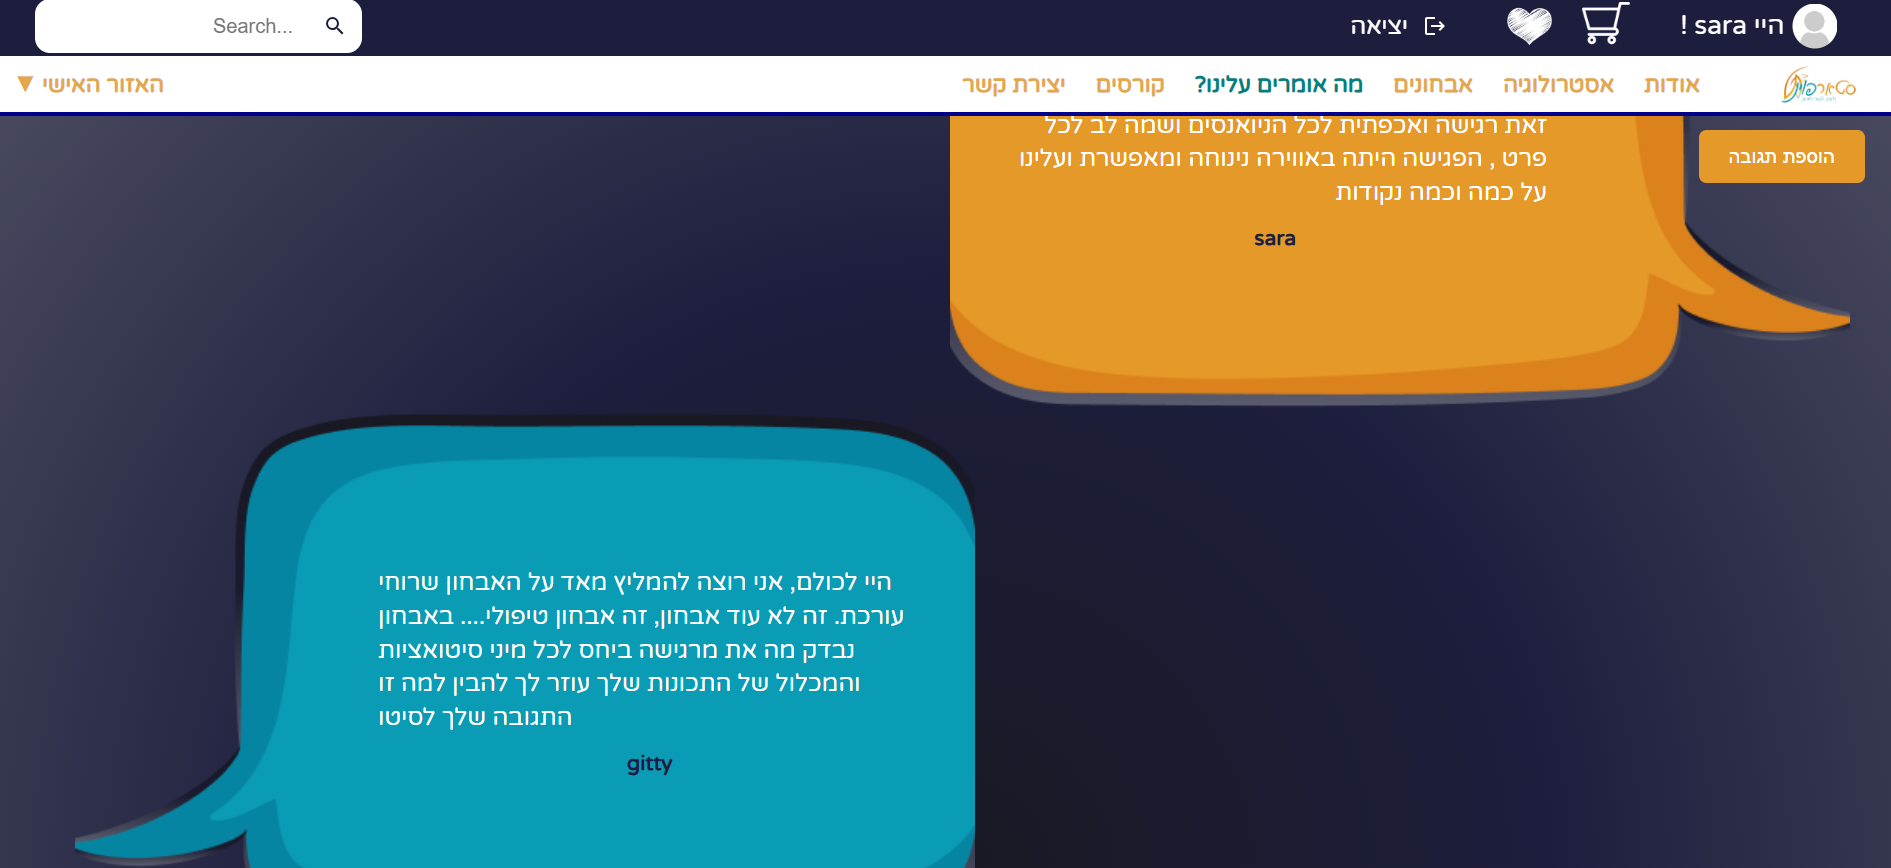 היי sara !
יציאה
Search...
סטארפוינט
אודות
אסטרולוגיה
אבחונים
מה אומרים עלינו?
קורסים
יצירת קשר
האזור האישי ▼
הוספת תגובה
זאת רגישה ואכפתית לכל הניואנסים ושמה לב לכל
פרט , הפגישה היתה באווירה נינוחה ומאפשרת ועלינו
על כמה וכמה נקודות
sara
היי לכולם, אני רוצה להמליץ מאד על האבחון שרוחי
עורכת. זה לא עוד אבחון, זה אבחון טיפולי.... באבחון
נבדק מה את מרגישה ביחס לכל מיני סיטואציות
והמכלול של התכונות שלך עוזר לך להבין למה זו
התגובה שלך לסיטו
gitty